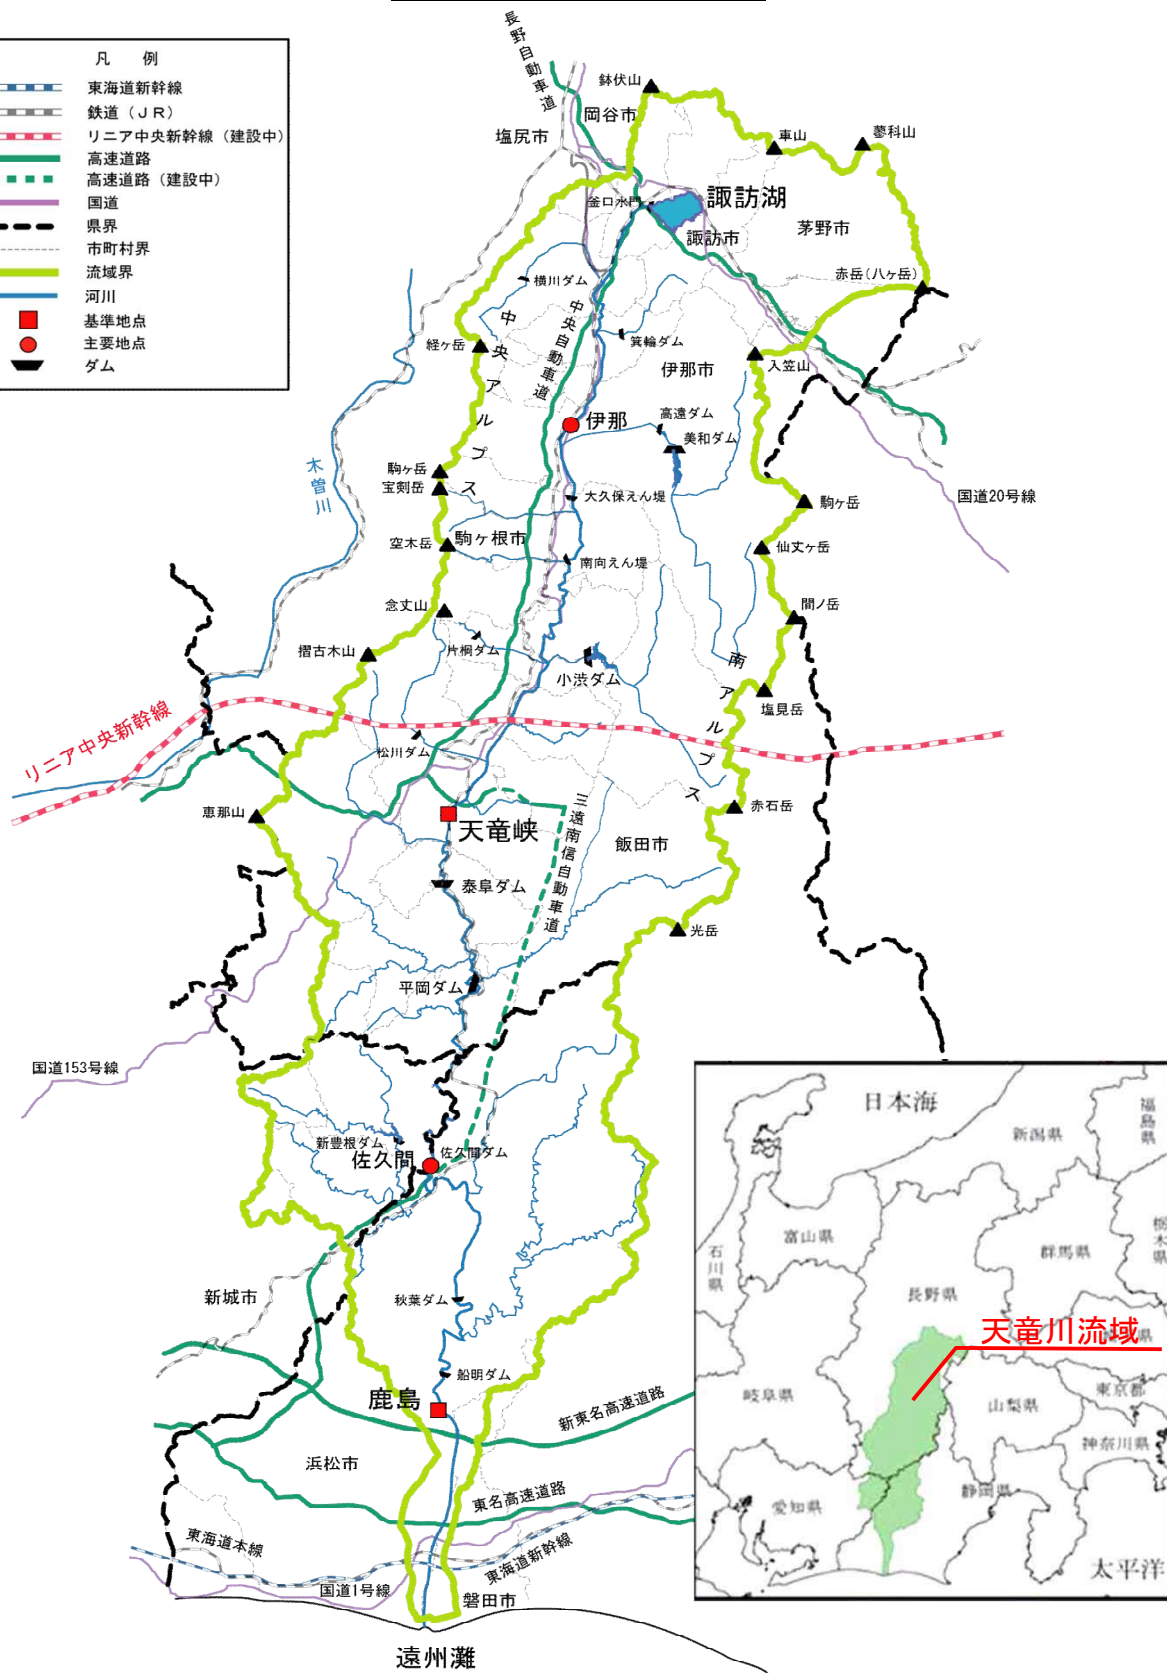 凡　例
東海道新幹線
鉄道（ＪＲ）
リニア中央新幹線（建設中）
高速道路
高速道路（建設中）
国道
県界
市町村界
流域界
河川
基準地点
主要地点
ダム
長野自動車道
鉢伏山
岡谷市
塩尻市
車山
蓼科山
釜口水門
諏訪湖
諏訪市
茅野市
赤岳(八ヶ岳)
横川ダム
中央アルプス
中央自動車道
箕輪ダム
経ヶ岳
伊那市
入笠山
伊那
高遠ダム
美和ダム
木曽川
駒ヶ岳
宝剣岳
大久保えん堤
駒ヶ岳
国道20号線
空木岳
駒ヶ根市
南向えん堤
仙丈ヶ岳
念丈山
間ノ岳
摺古木山
片桐ダム
小渋ダム
南アルプス
塩見岳
リニア中央新幹線
松川ダム
恵那山
天竜峡
三遠南信自動車道
飯田市
赤石岳
泰阜ダム
光岳
平岡ダム
国道153号線
新豊根ダム
佐久間
佐久間ダム
新城市
秋葉ダム
船明ダム
鹿島
新東名高速道路
浜松市
東名高速道路
東海道本線
東海道新幹線
国道1号線
磐田市
遠州灘
日本海
福島県
新潟県
富山県
石川県
群馬県
栃木県
長野県
天竜川流域
岐阜県
山梨県
東京都
神奈川県
愛知県
静岡県
太平洋